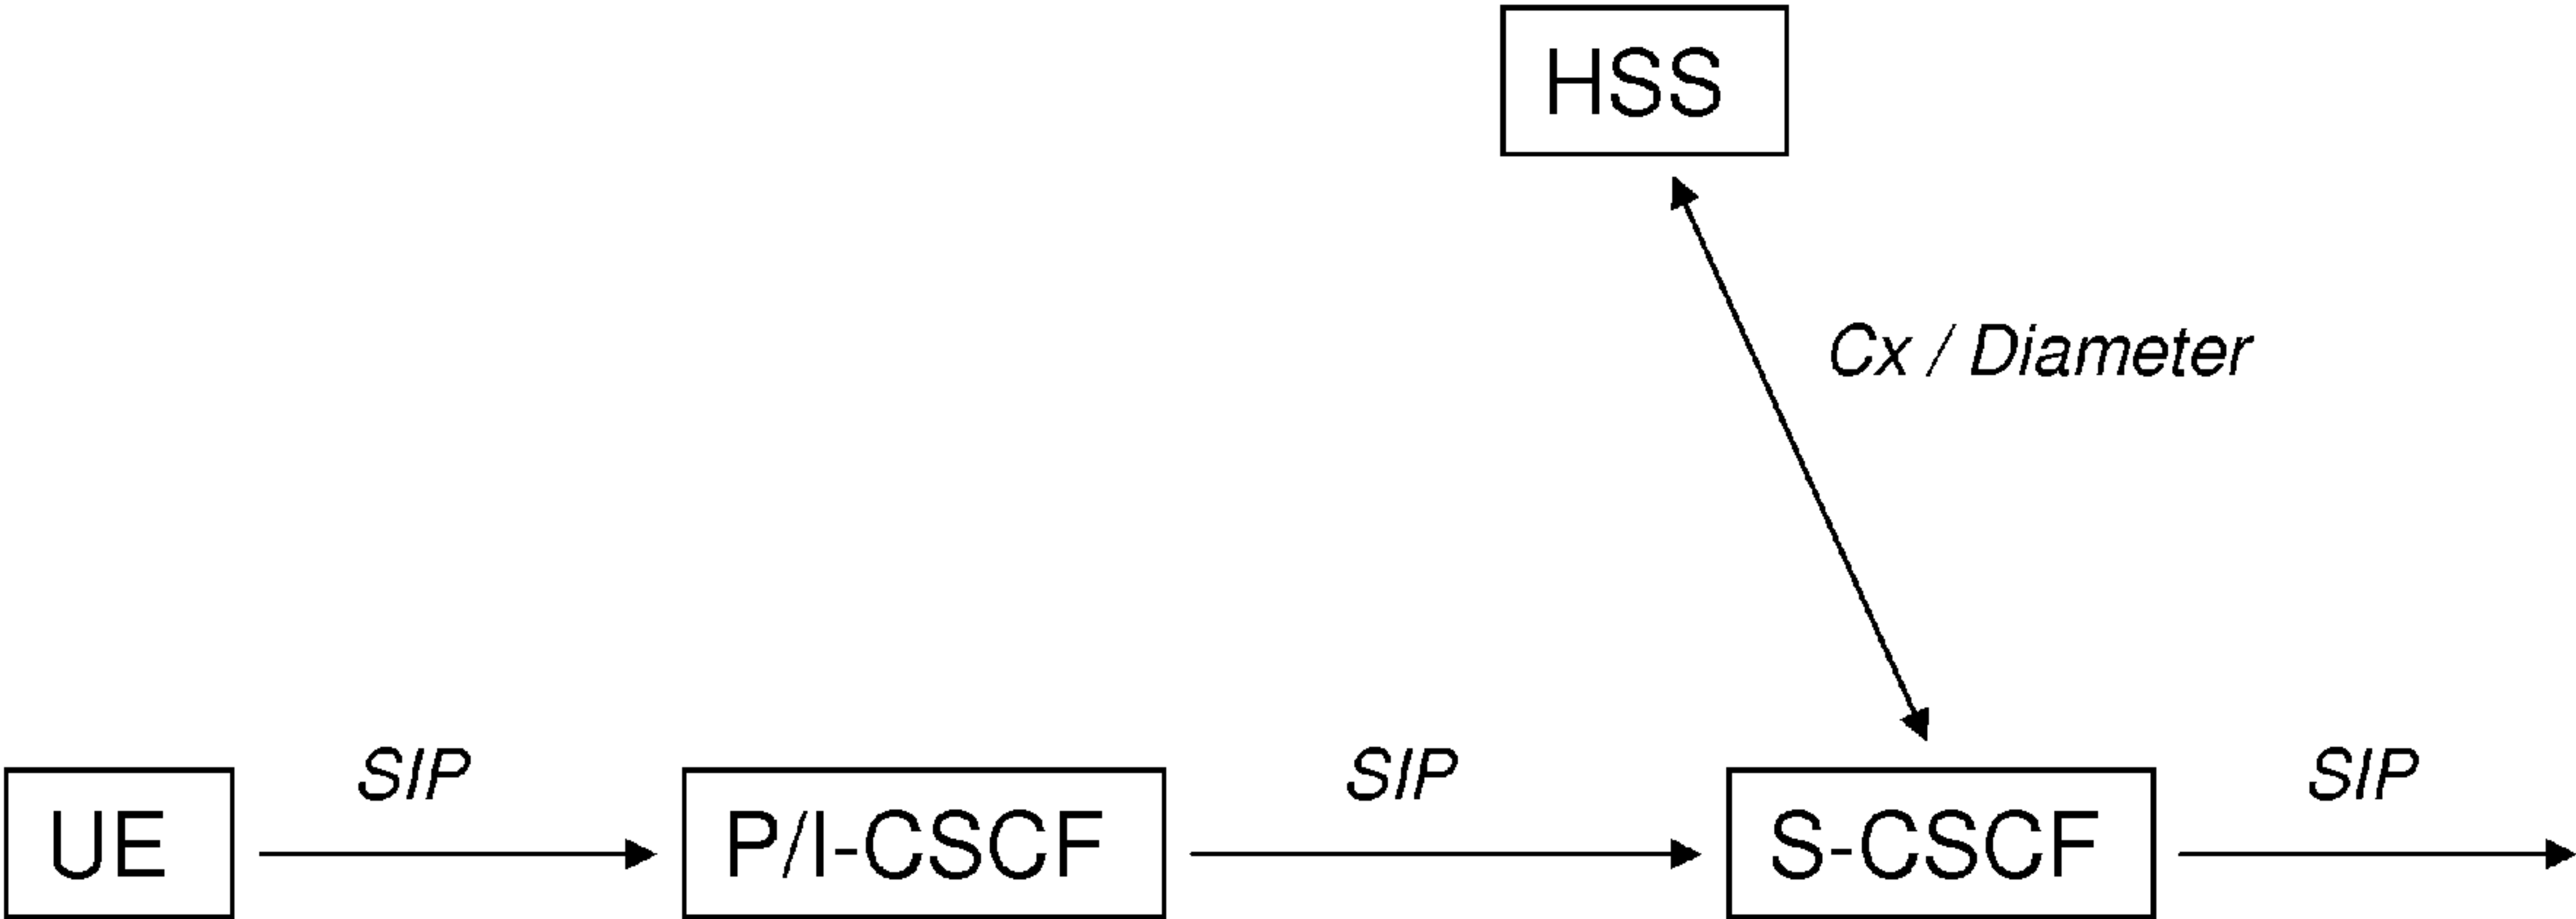 HSS
Cx / Diameter
SIP
SIP
SIP
UE
P/I-CSCF
S-CSCF